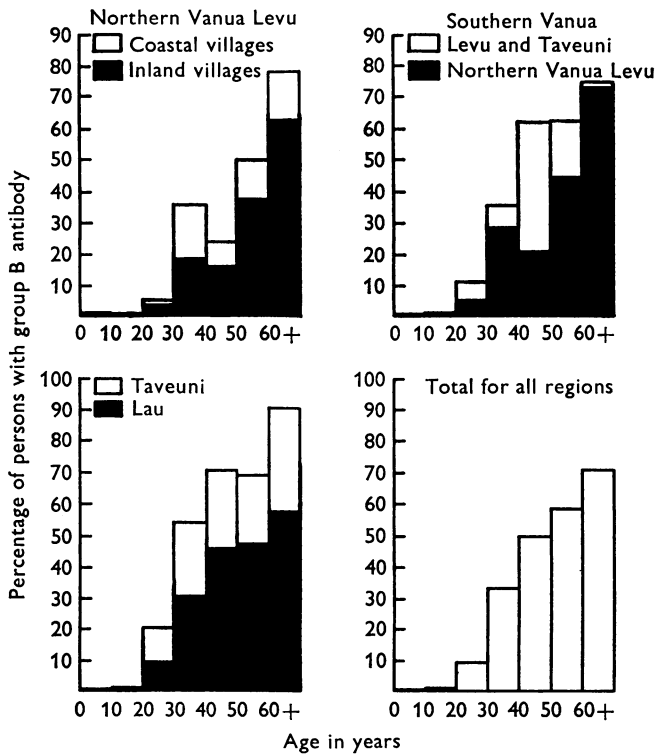 Northern Vanua Levu
Coastal villages
Inland villages
90
80
70
60
50
40
30
20
10
0 10 20 30 40 50 60+
Southern Vanua
Levu and Taveuni
Northern Vanua Levu
90
80
70
60
50
40
30
20
10
0 10 20 30 40 50 60+
Percentage of persons with group B antibody
Taveuni
Lau
100
90
80
70
60
50
40
30
20
10
0 10 20 30 40 50 60+
Total for all regions
100
90
80
70
60
50
40
30
20
10
0 10 20 30 40 50 60+
Age in years